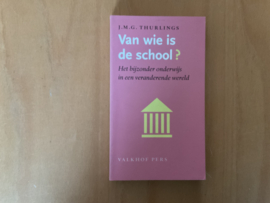 J.M.G. THURLINGS
Van wie is
de school?
Het bijzonder onderwijs
in een veranderende wereld
VALKHOF PERS